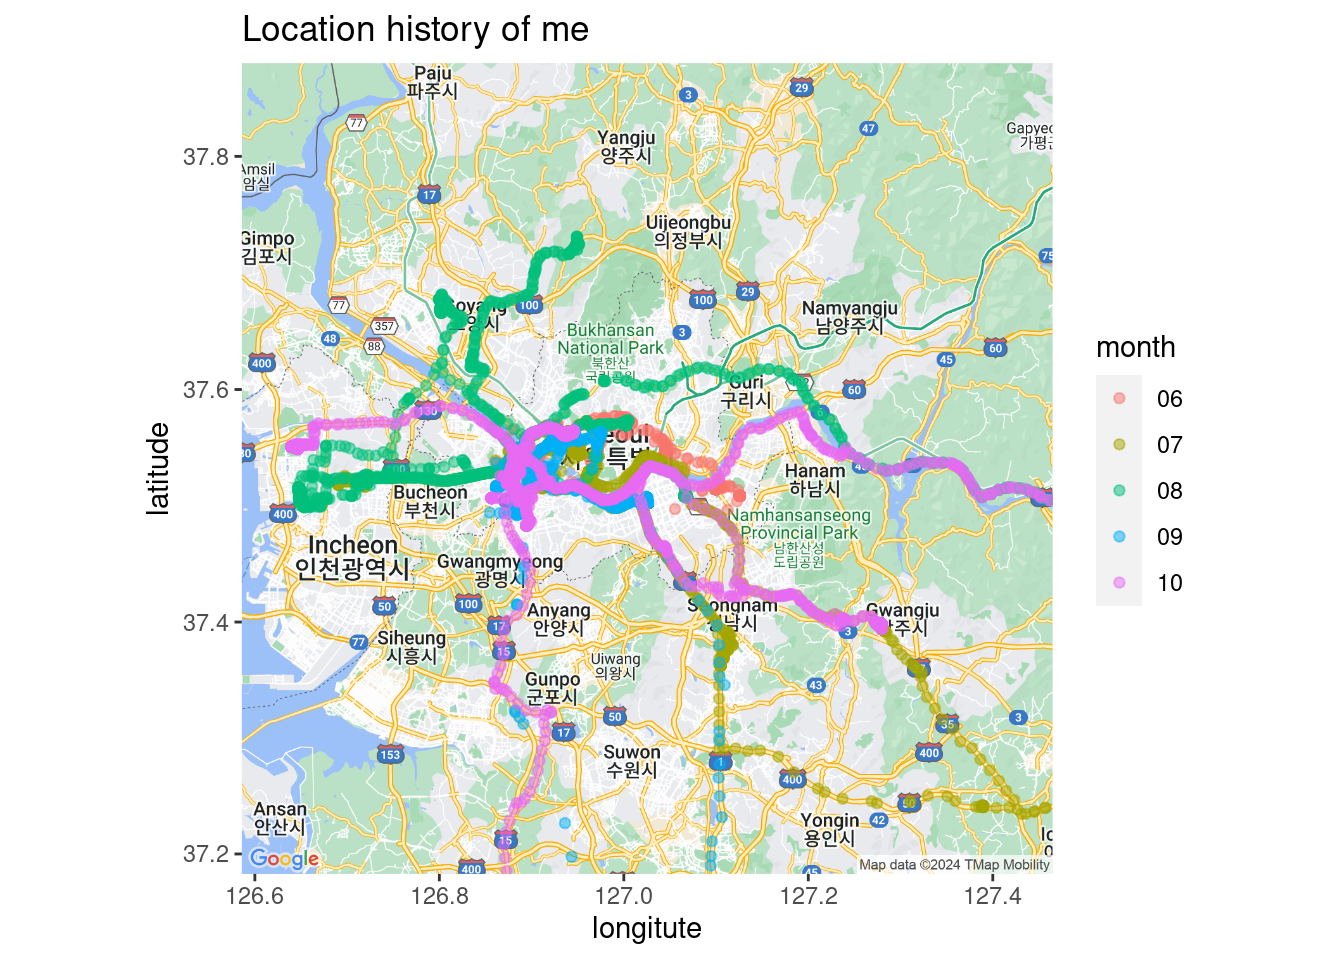 Location history of me
Paju
파주시
29
3
77
47
Yangju
양주시
Gapyeo
가평군
37.8
Amsil
암실
17
Uijeongbu
의정부시
Gimpo
김포시
75
100
29
77
100
Namyangju
남양주시
Goyang
고양시
357
3
Bukhansan
National Park
북한산
국립공원
48
88
60
45
400
month
37.6
Guri
구리시
60
06
130
6
07
Seoul
서울특별시
Hanam
하남시
45
Bucheon
부천시
08
400
Namhansanseong
Provincial Park
남한산성
도립공원
09
Incheon
인천광역시
Gwangmyeong
광명시
10
latitude
50
100
Anyang
안양시
Seongnam
성남시
Gwangju
광주시
37.4
17
3
77
Siheung
시흥시
15
Uiwang
의왕시
Gunpo
군포시
43
50
3
35
17
153
Suwon
수원시
400
1
400
50
Ansan
안산시
15
Yongin
용인시
42
37.2
Google
400
45
Map data ©2024 TMap Mobility
126.6
126.8
127.0
127.2
127.4
longitute